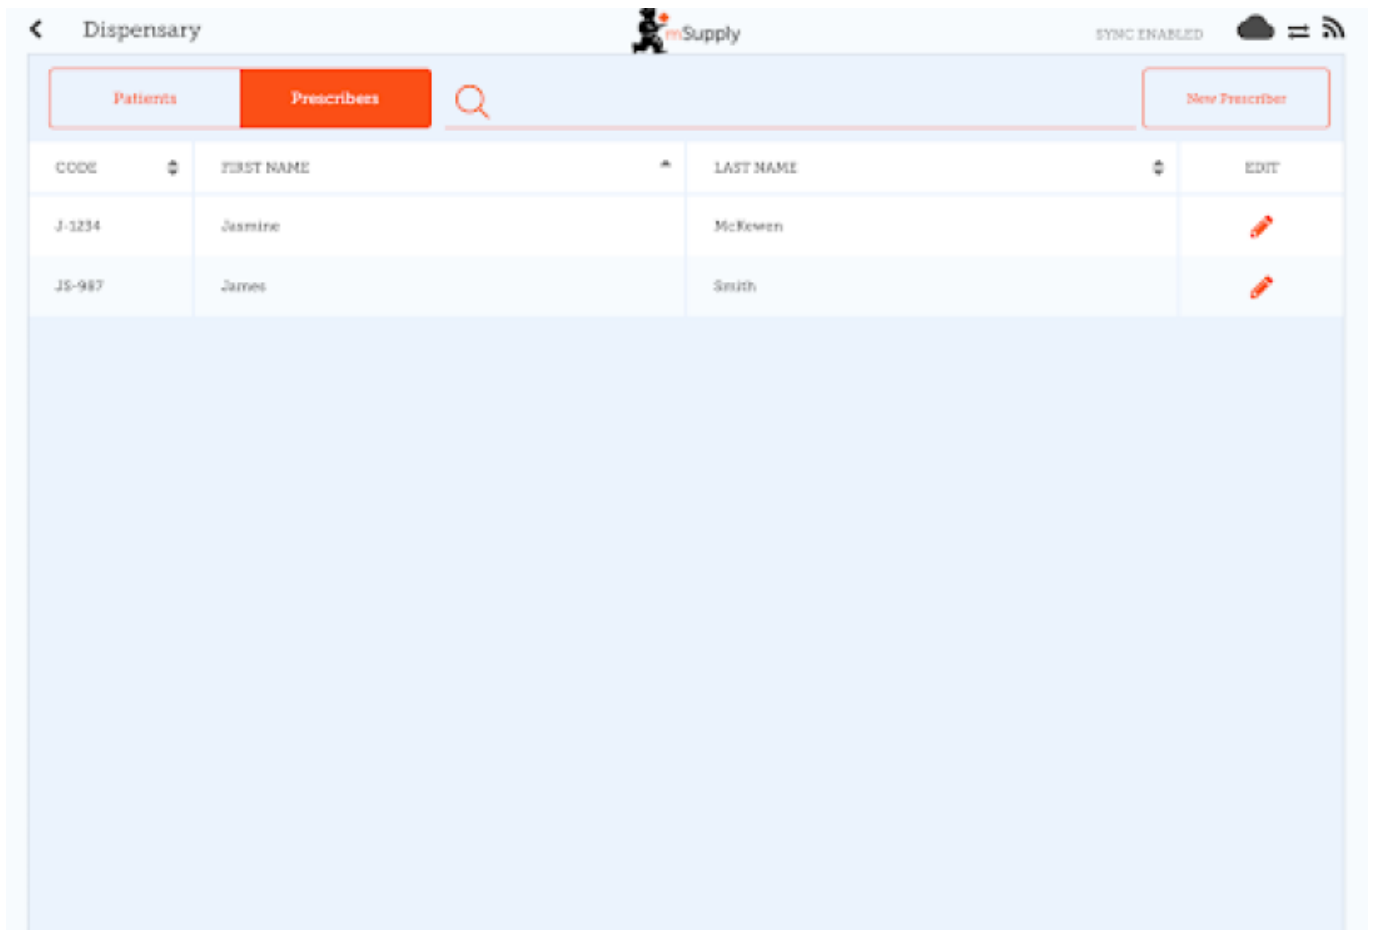 Dispensary
mSupply
SYNC ENABLED
Patients
Prescribers
New Prescriber
CODE FIRST NAME LAST NAME EDIT
J-1234 Jasmine McKewen
JS-987 James Smith